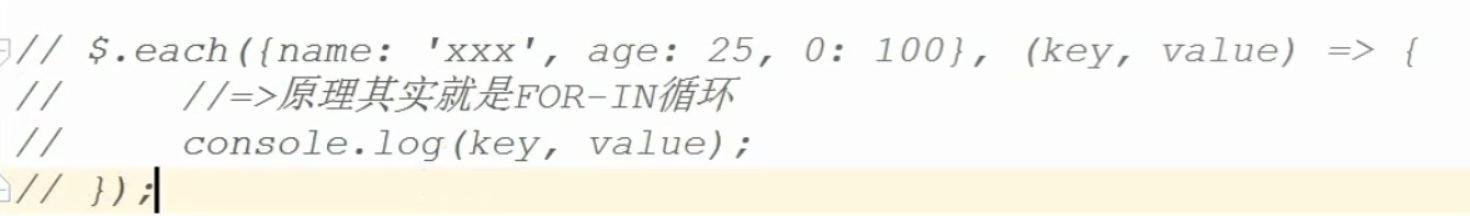 // $.each({name: 'xxx', age: 25, 0: 100}, (key, value) => {
//     //=>原理其实就是FOR-IN循环
//     console.log(key, value);
// });